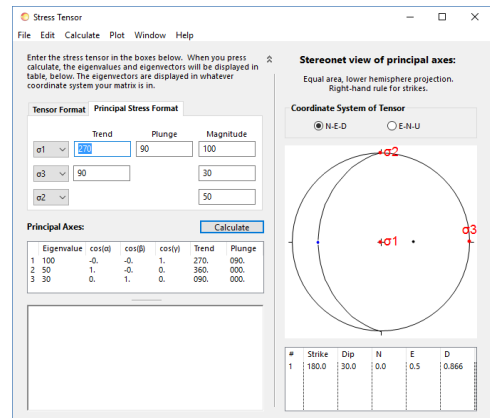 Stress Tensor
File Edit Calculate Plot Window Help
Enter the stress tensor in the boxes below. When you press
calculate, the eigenvalues and eigenvectors will be displayed in
table, below. The eigenvectors are displayed in whatever
coordinate system your matrix is in.
Tensor Format Principal Stress Format
Trend Plunge Magnitude
σ1 270 90 100
σ3 90 30
σ2 50
Principal Axes: Calculate
Eigenvalue cos(α) cos(β) cos(γ) Trend Plunge
1 100 -0. -0. 1. 270. 090.
2 50 1. -0. 0. 360. 000.
3 30 0. 1. 0. 090. 000.
Stereonet view of principal axes:
Equal area, lower hemisphere projection.
Right-hand rule for strikes.
Coordinate System of Tensor
N-E-D E-N-U
σ2
σ3
σ1
# Strike Dip N E D
1 180.0 30.0 0.0 0.5 0.866